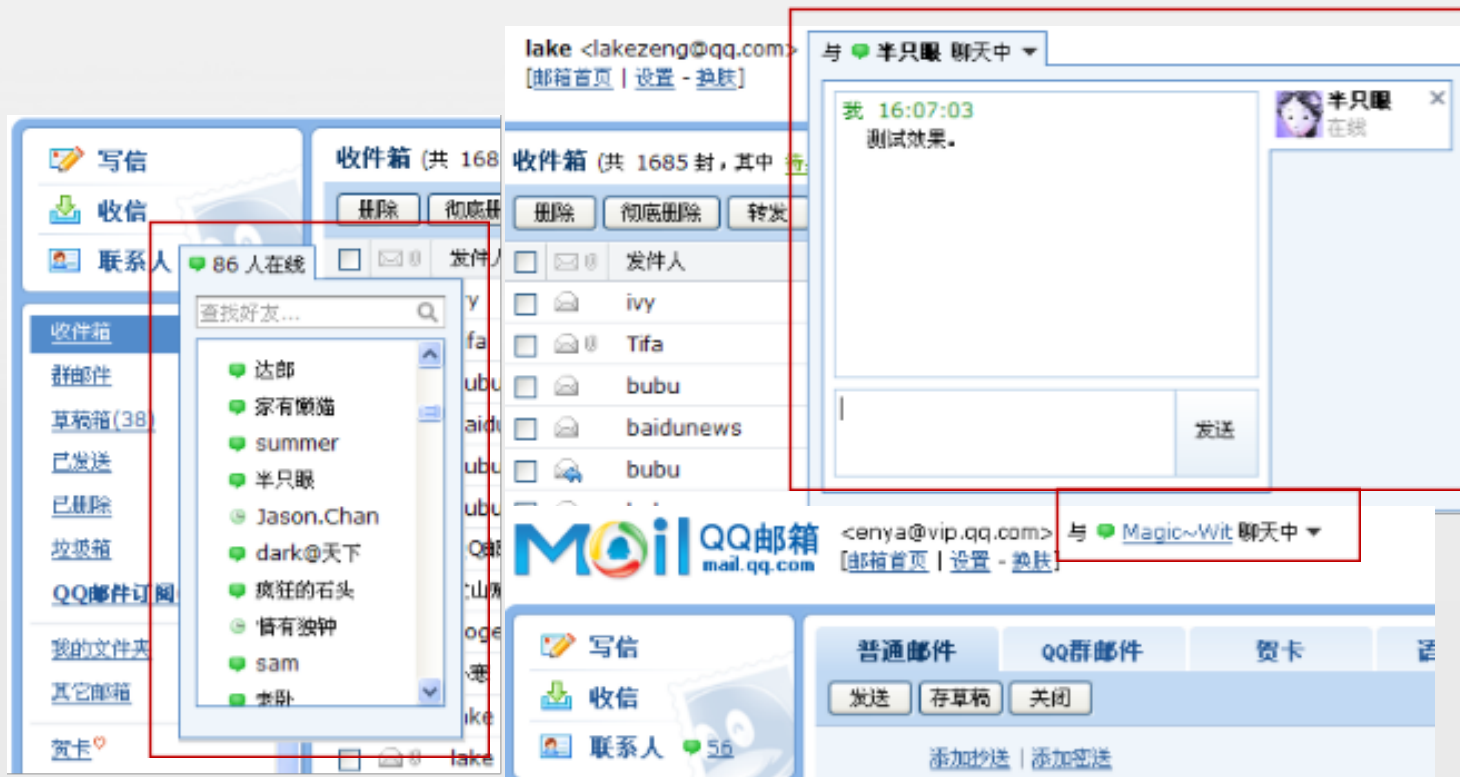 写信
收信
联系人
86 人在线
查找好友...
达郎
家有懒猫
summer
半只眼
Jason.Chan
dark@天下
疯狂的石头
情有独钟
sam
老卧
收件箱
群邮件
草稿箱(38)
已发送
已删除
垃圾箱
QQ邮件订阅
我的文件夹
其它邮箱
贺卡
收件箱 (共 168
删除
发件人
lake
lake <lakezeng@qq.com>
[邮箱首页 | 设置 - 换肤]
收件箱 (共 1685 封，其中
删除 彻底删除 转发
发件人
ivy
Tifa
bubu
baidunews
bubu
与 半只眼 聊天中
我 16:07:03
测试效果。
半只眼
在线
发送
Mail QQ邮箱
mail.qq.com
<enya@vip.qq.com> 与 Magic~Wit 聊天中
[邮箱首页 | 设置 - 换肤]
写信
收信
联系人 56
普通邮件 QQ群邮件 贺卡
发送 存草稿 关闭
添加抄送 | 添加密送